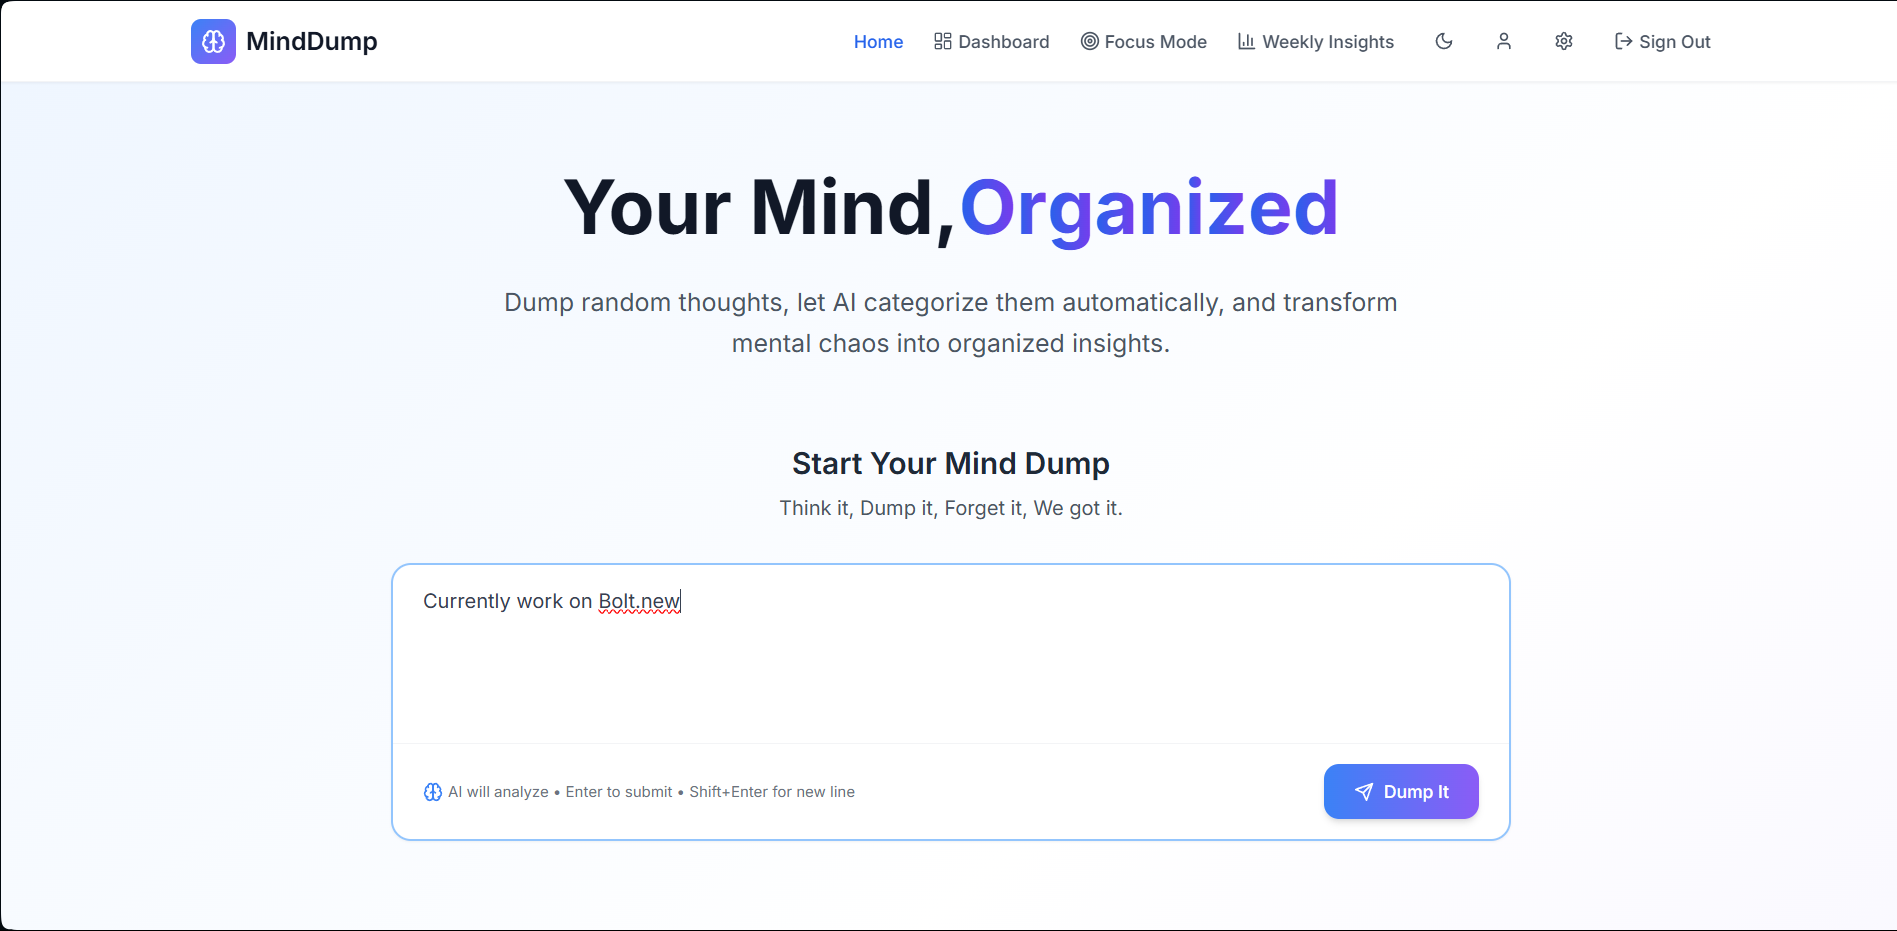 MindDump
Home Dashboard Focus Mode Weekly Insights Sign Out
Your Mind,Organized
Dump random thoughts, let AI categorize them automatically, and transform
mental chaos into organized insights.
Start Your Mind Dump
Think it, Dump it, Forget it, We got it.
Currently work on Bolt.new
AI will analyze • Enter to submit • Shift+Enter for new line
Dump It